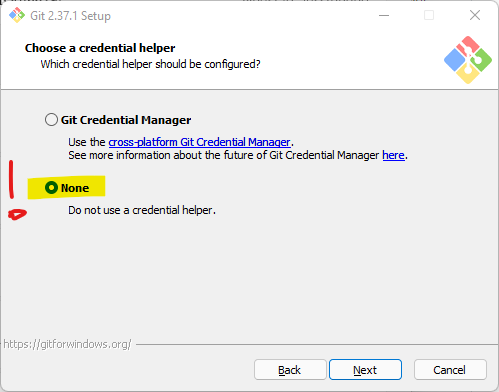 Git 2.37.1 Setup
Choose a credential helper
Which credential helper should be configured?
Git Credential Manager
Use the cross-platform Git Credential Manager.
See more information about the future of Git Credential Manager here.
None
Do not use a credential helper.
https://gitforwindows.org/
Back Next Cancel